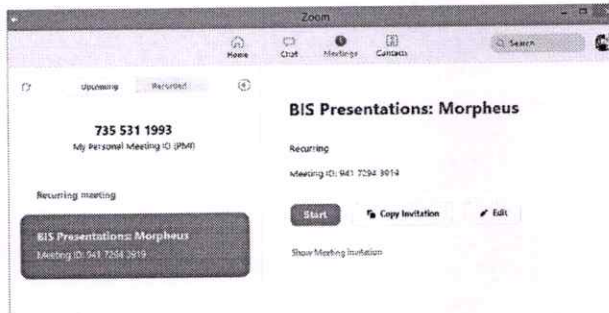 Zoom
Home Chat Meetings Contacts Search
Upcoming Recorded
735 531 1993
My Personal Meeting ID (PMI)
Recurring meeting
BIS Presentations: Morpheus
Meeting ID: 941 7294 3919
BIS Presentations: Morpheus
Recurring
Meeting ID: 941 7294 3919
Start Copy Invitation Edit
Show Meeting Invitation